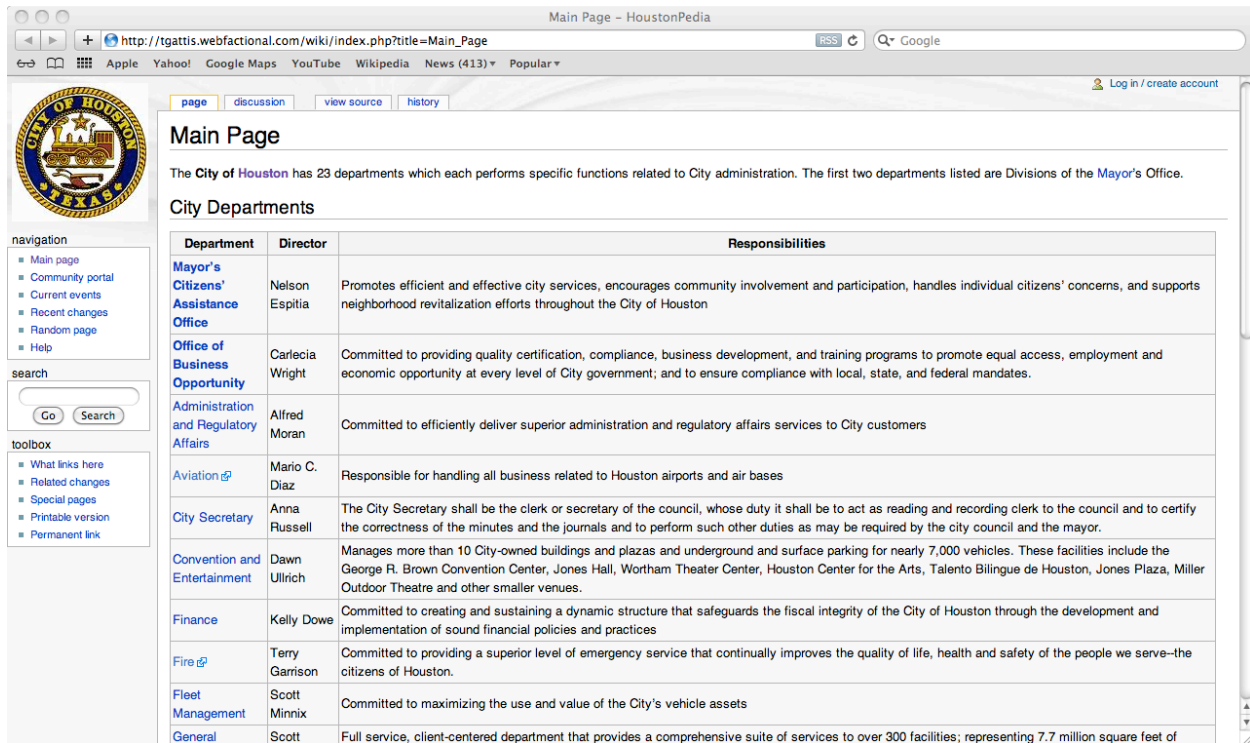 Main Page – HoustonPedia
http://tgattis.webfactional.com/wiki/index.php?title=Main_Page
RSS
Google
Apple Yahoo! Google Maps YouTube Wikipedia News (413) Popular
Log in / create account
CITY OF HOUSTON
TEXAS
page discussion view source history
Main Page
The City of Houston has 23 departments which each performs specific functions related to City administration. The first two departments listed are Divisions of the Mayor's Office.
City Departments
navigation
Main page
Community portal
Current events
Recent changes
Random page
Help
search
Go Search
toolbox
What links here
Related changes
Special pages
Printable version
Permanent link
Department Director Responsibilities
Mayor's
Citizens'
Assistance
Office
Nelson
Espitia
Promotes efficient and effective city services, encourages community involvement and participation, handles individual citizens' concerns, and supports
neighborhood revitalization efforts throughout the City of Houston
Office of
Business
Opportunity
Carlecia
Wright
Committed to providing quality certification, compliance, business development, and training programs to promote equal access, employment and
economic opportunity at every level of City government; and to ensure compliance with local, state, and federal mandates.
Administration
and Regulatory
Affairs
Alfred
Moran
Committed to efficiently deliver superior administration and regulatory affairs services to City customers
Aviation
Mario C.
Diaz
Responsible for handling all business related to Houston airports and air bases
City Secretary
Anna
Russell
The City Secretary shall be the clerk or secretary of the council, whose duty it shall be to act as reading and recording clerk to the council and to certify
the correctness of the minutes and the journals and to perform such other duties as may be required by the city council and the mayor.
Convention and
Entertainment
Dawn
Ullrich
Manages more than 10 City-owned buildings and plazas and underground and surface parking for nearly 7,000 vehicles. These facilities include the
George R. Brown Convention Center, Jones Hall, Wortham Theater Center, Houston Center for the Arts, Talento Bilingue de Houston, Jones Plaza, Miller
Outdoor Theatre and other smaller venues.
Finance
Kelly Dowe
Committed to creating and sustaining a dynamic structure that safeguards the fiscal integrity of the City of Houston through the development and
implementation of sound financial policies and practices
Fire
Terry
Garrison
Committed to providing a superior level of emergency service that continually improves the quality of life, health and safety of the people we serve--the
citizens of Houston.
Fleet
Management
Scott
Minnix
Committed to maximizing the use and value of the City's vehicle assets
General
Scott
Full service, client-centered department that provides a comprehensive suite of services to over 300 facilities; representing 7.7 million square feet of